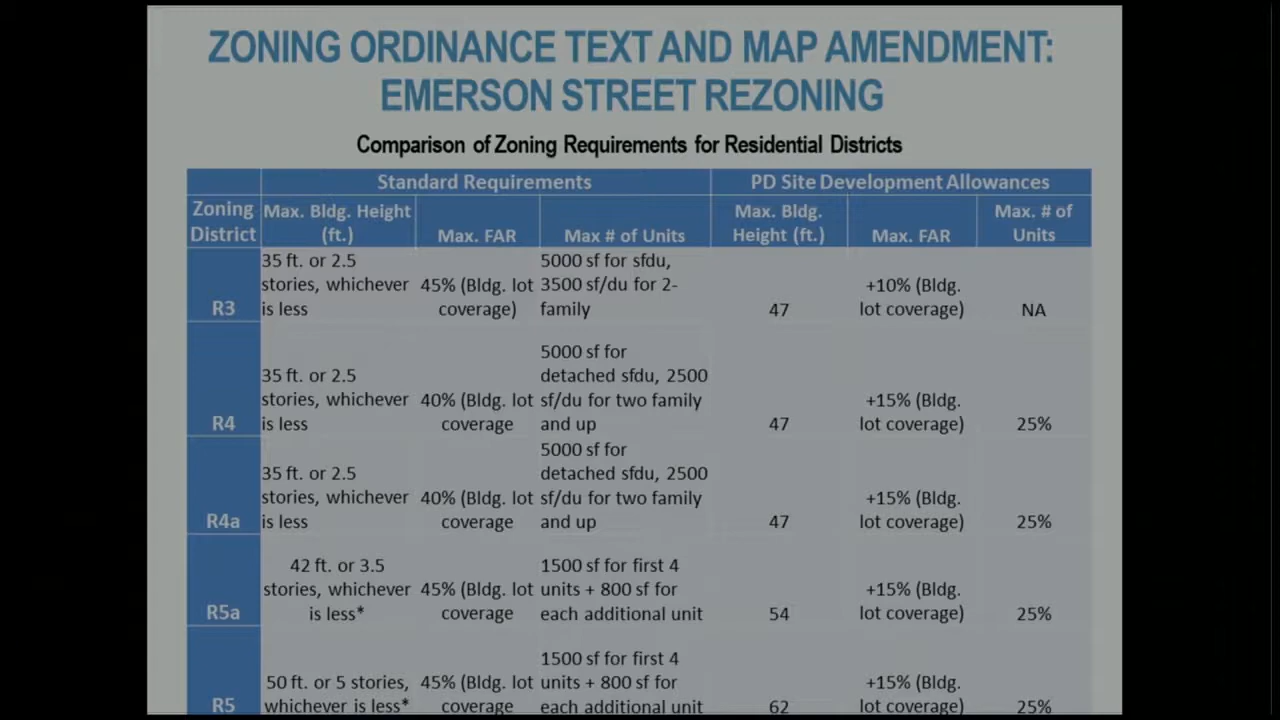 ZONING ORDINANCE TEXT AND MAP AMENDMENT:
EMERSON STREET REZONING
Comparison of Zoning Requirements for Residential Districts
Standard Requirements PD Site Development Allowances
Zoning District Max. Bldg. Height (ft.) Max. FAR Max # of Units Max. Bldg. Height (ft.) Max. FAR Max. # of Units
R3 35 ft. or 2.5 stories, whichever is less 45% (Bldg. lot coverage) 5000 sf for sfdu, 3500 sf/du for 2-family 47 +10% (Bldg. lot coverage) NA
R4 35 ft. or 2.5 stories, whichever is less 40% (Bldg. lot coverage 5000 sf for detached sfdu, 2500 sf/du for two family and up 47 +15% (Bldg. lot coverage) 25%
R4a 35 ft. or 2.5 stories, whichever is less 40% (Bldg. lot coverage 5000 sf for detached sfdu, 2500 sf/du for two family and up 47 +15% (Bldg. lot coverage) 25%
R5a 42 ft. or 3.5 stories, whichever is less* 45% (Bldg. lot coverage 1500 sf for first 4 units + 800 sf for each additional unit 54 +15% (Bldg. lot coverage) 25%
R5 50 ft. or 5 stories, whichever is less* 45% (Bldg. lot coverage 1500 sf for first 4 units + 800 sf for each additional unit 62 +15% (Bldg. lot coverage) 25%